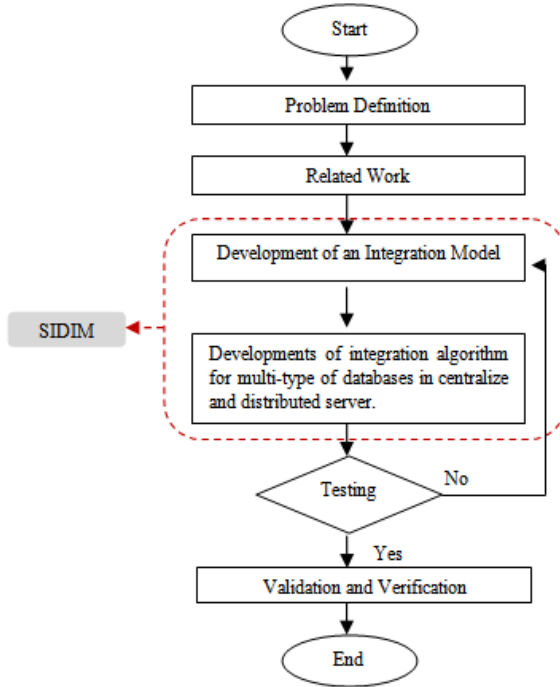 Start
Problem Definition
Related Work
Development of an Integration Model
SIDIM
Developments of integration algorithm
for multi-type of databases in centralize
and distributed server.
Testing
No
Yes
Validation and Verification
End